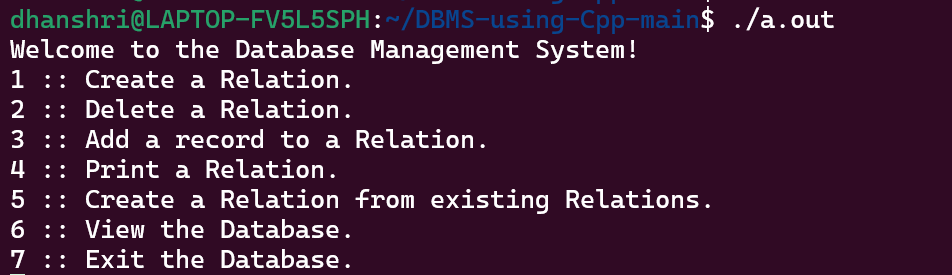 dhanshri@LAPTOP-FV5L5SPH:~/DBMS-using-Cpp-main$ ./a.out
Welcome to the Database Management System!
1 :: Create a Relation.
2 :: Delete a Relation.
3 :: Add a record to a Relation.
4 :: Print a Relation.
5 :: Create a Relation from existing Relations.
6 :: View the Database.
7 :: Exit the Database.